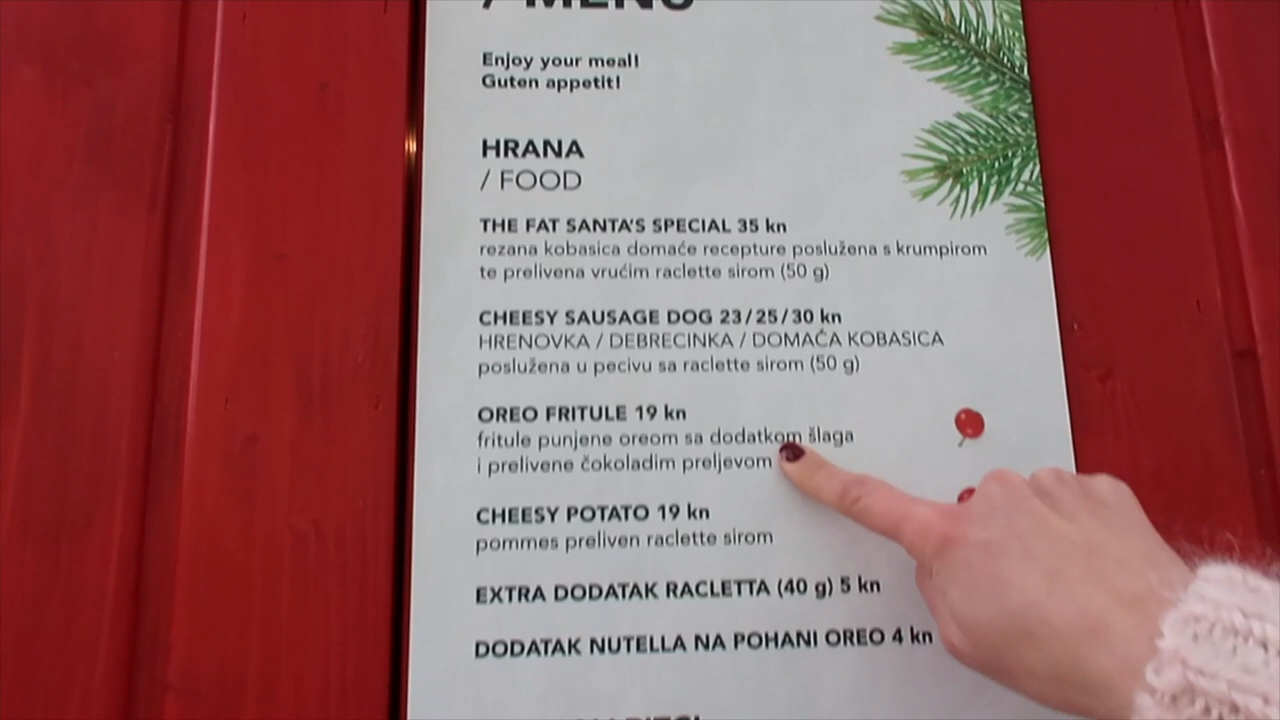 / MENU
Enjoy your meal!
Guten appetit!
HRANA
/ FOOD
THE FAT SANTA'S SPECIAL 35 kn
rezana kobasica domaće recepture poslužena s krumpirom
te prelivena vrućim raclette sirom (50 g)
CHEESY SAUSAGE DOG 23/25/30 kn
HRENOVKA / DEBRECINKA / DOMAĆA KOBASICA
poslužena u pecivu sa raclette sirom (50 g)
OREO FRITULE 19 kn
fritule punjene oreom sa dodatkom šlaga
i prelivene čokoladim preljevom
CHEESY POTATO 19 kn
pommes preliven raclette sirom
EXTRA DODATAK RACLETTA (40 g) 5 kn
DODATAK NUTELLA NA POHANI OREO 4 kn